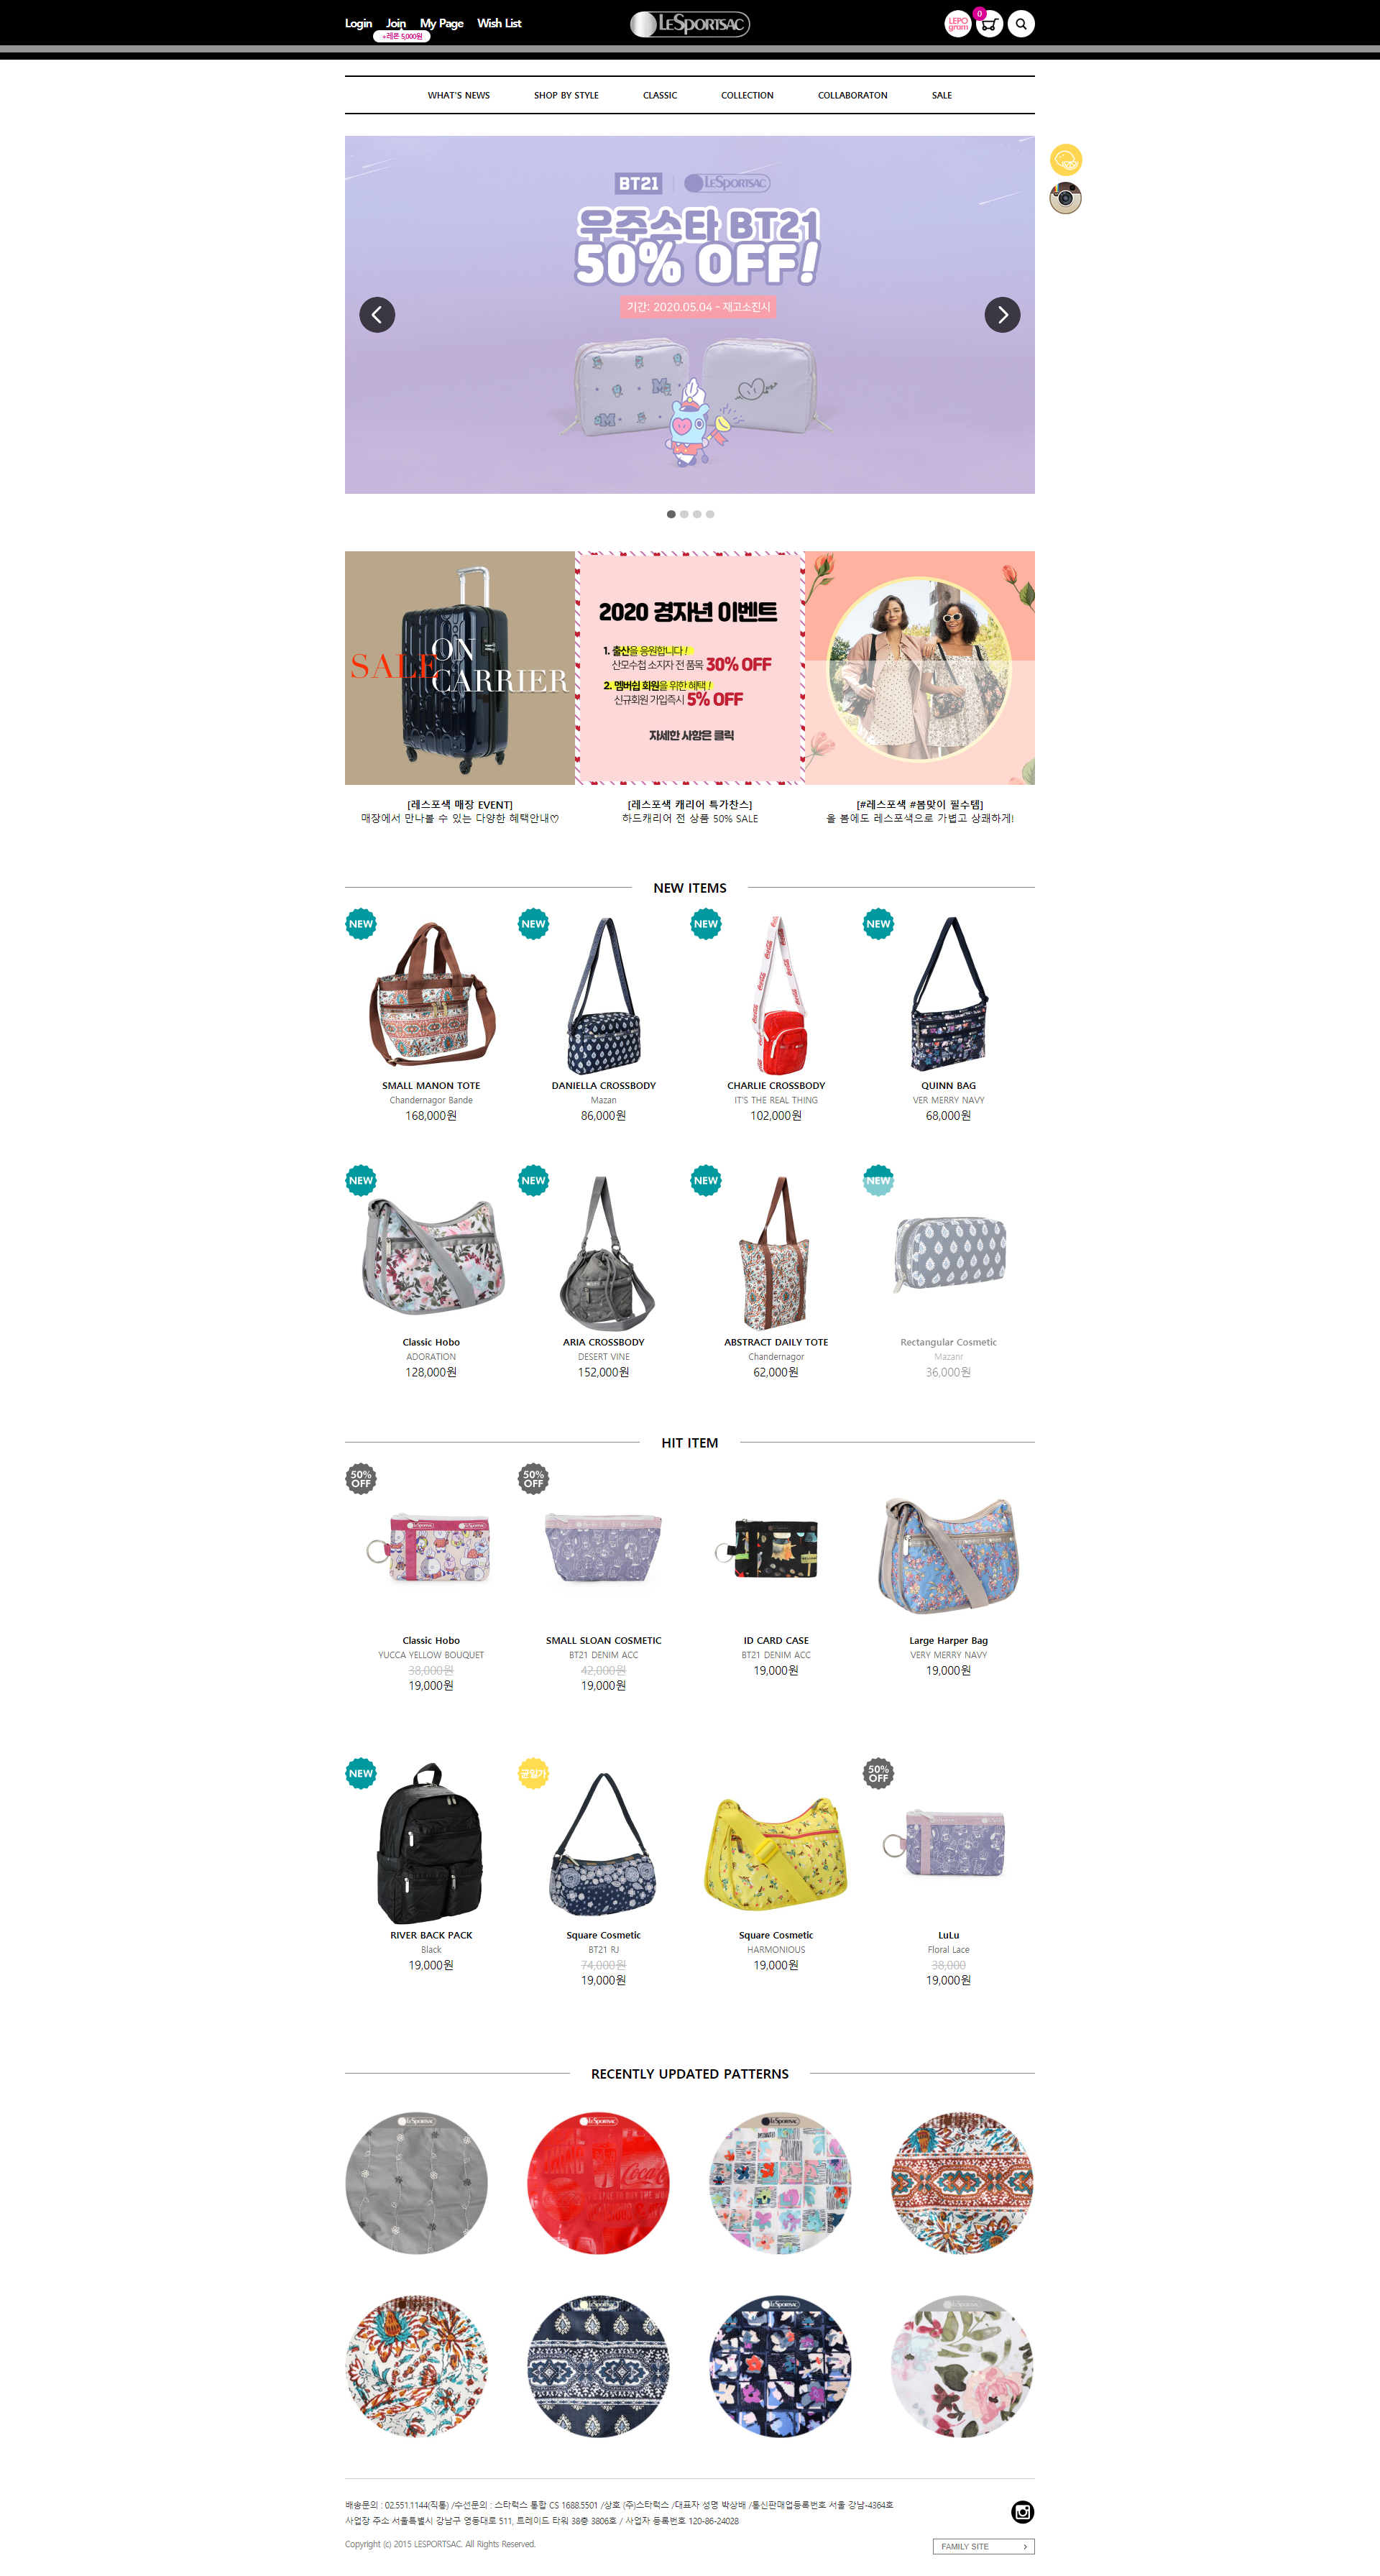 Login Join My Page Wish List
+레폰 5,000원
LESPORTSAC
LEPO
gram
0
WHAT'S NEWS SHOP BY STYLE CLASSIC COLLECTION COLLABORATON SALE
BT21 LESPORTSAC
우주스타 BT21
50% OFF!
기간: 2020.05.04 - 재고소진시
SALE ON
CARRIER
2020 경자년 이벤트
1. 출산을 응원합니다!
산모수첩 소지자 전 품목 30% OFF
2. 멤버쉽 회원을 위한 혜택!
신규회원 가입즉시 5% OFF
자세한 사항은 클릭
[레스포색 매장 EVENT]
매장에서 만나볼 수 있는 다양한 혜택안내♡
[레스포색 캐리어 특가찬스]
하드캐리어 전 상품 50% SALE
[#레스포색 #봄맞이 필수템]
올 봄에도 레스포색으로 가볍고 상쾌하게!
NEW ITEMS
NEW NEW NEW NEW
SMALL MANON TOTE
Chandernagor Bande
168,000원
DANIELLA CROSSBODY
Mazan
86,000원
CHARLIE CROSSBODY
IT'S THE REAL THING
102,000원
QUINN BAG
VER MERRY NAVY
68,000원
NEW NEW NEW NEW
Classic Hobo
ADORATION
128,000원
ARIA CROSSBODY
DESERT VINE
152,000원
ABSTRACT DAILY TOTE
Chandernagor
62,000원
Rectangular Cosmetic
Mazanr
36,000원
HIT ITEM
50%
OFF
50%
OFF
Classic Hobo
YUCCA YELLOW BOUQUET
38,000원
19,000원
SMALL SLOAN COSMETIC
BT21 DENIM ACC
42,000원
19,000원
ID CARD CASE
BT21 DENIM ACC
19,000원
Large Harper Bag
VERY MERRY NAVY
19,000원
NEW
균일가
50%
OFF
RIVER BACK PACK
Black
19,000원
Square Cosmetic
BT21 RJ
74,000원
19,000원
Square Cosmetic
HARMONIOUS
19,000원
LuLu
Floral Lace
38,000
19,000원
RECENTLY UPDATED PATTERNS
LESPORTSAC
LESPORTSAC
LESPORTSAC
LESPORTSAC
배송문의 : 02.551.1144(직통) /수선문의 : 스타럭스 통합 CS 1688.5501 /상호 (주)스타럭스 /대표자 성명 박상배 /통신판매업등록번호 서울 강남-4364호
사업장 주소 서울특별시 강남구 영동대로 511, 트레이드 타워 38층 3806호 / 사업자 등록번호 120-86-24028
Copyright (c) 2015 LESPORTSAC. All Rights Reserved.
FAMILY SITE